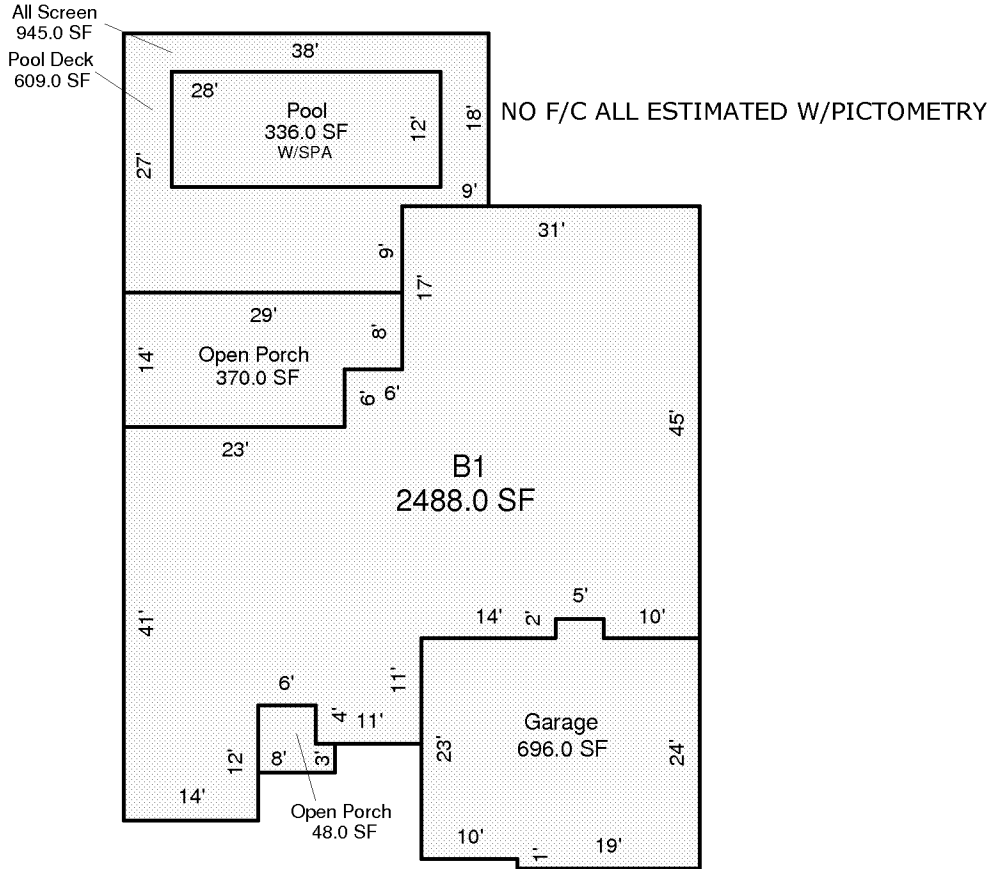 All Screen
945.0 SF
Pool Deck
609.0 SF
38'
28'
Pool
336.0 SF
W/SPA
12'
18'
27'
9'
NO F/C ALL ESTIMATED W/PICTOMETRY
31'
9'
17'
29'
8'
14'
Open Porch
370.0 SF
6'
6'
23'
45'
B1
2488.0 SF
41'
14'
2'
5'
10'
11'
6'
4'
11'
12'
8'
3'
14'
Open Porch
48.0 SF
Garage
696.0 SF
23'
24'
10'
1'
19'